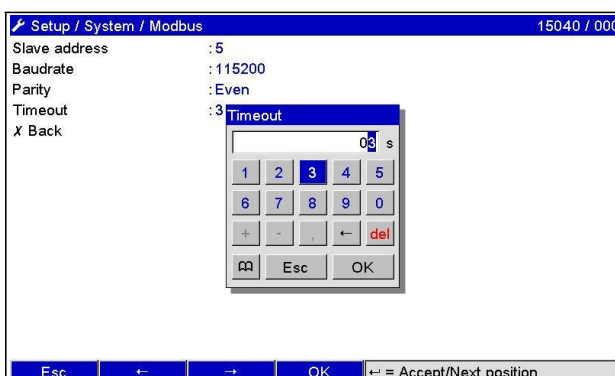 Setup / System / Modbus 15040 / 000
Slave address : 5
Baudrate : 115200
Parity : Even
Timeout : 3
X Back
Timeout
03 s
1 2 3 4 5
6 7 8 9 0
+ - , ← del
Esc OK
Esc ← → OK ↵ = Accept/Next position